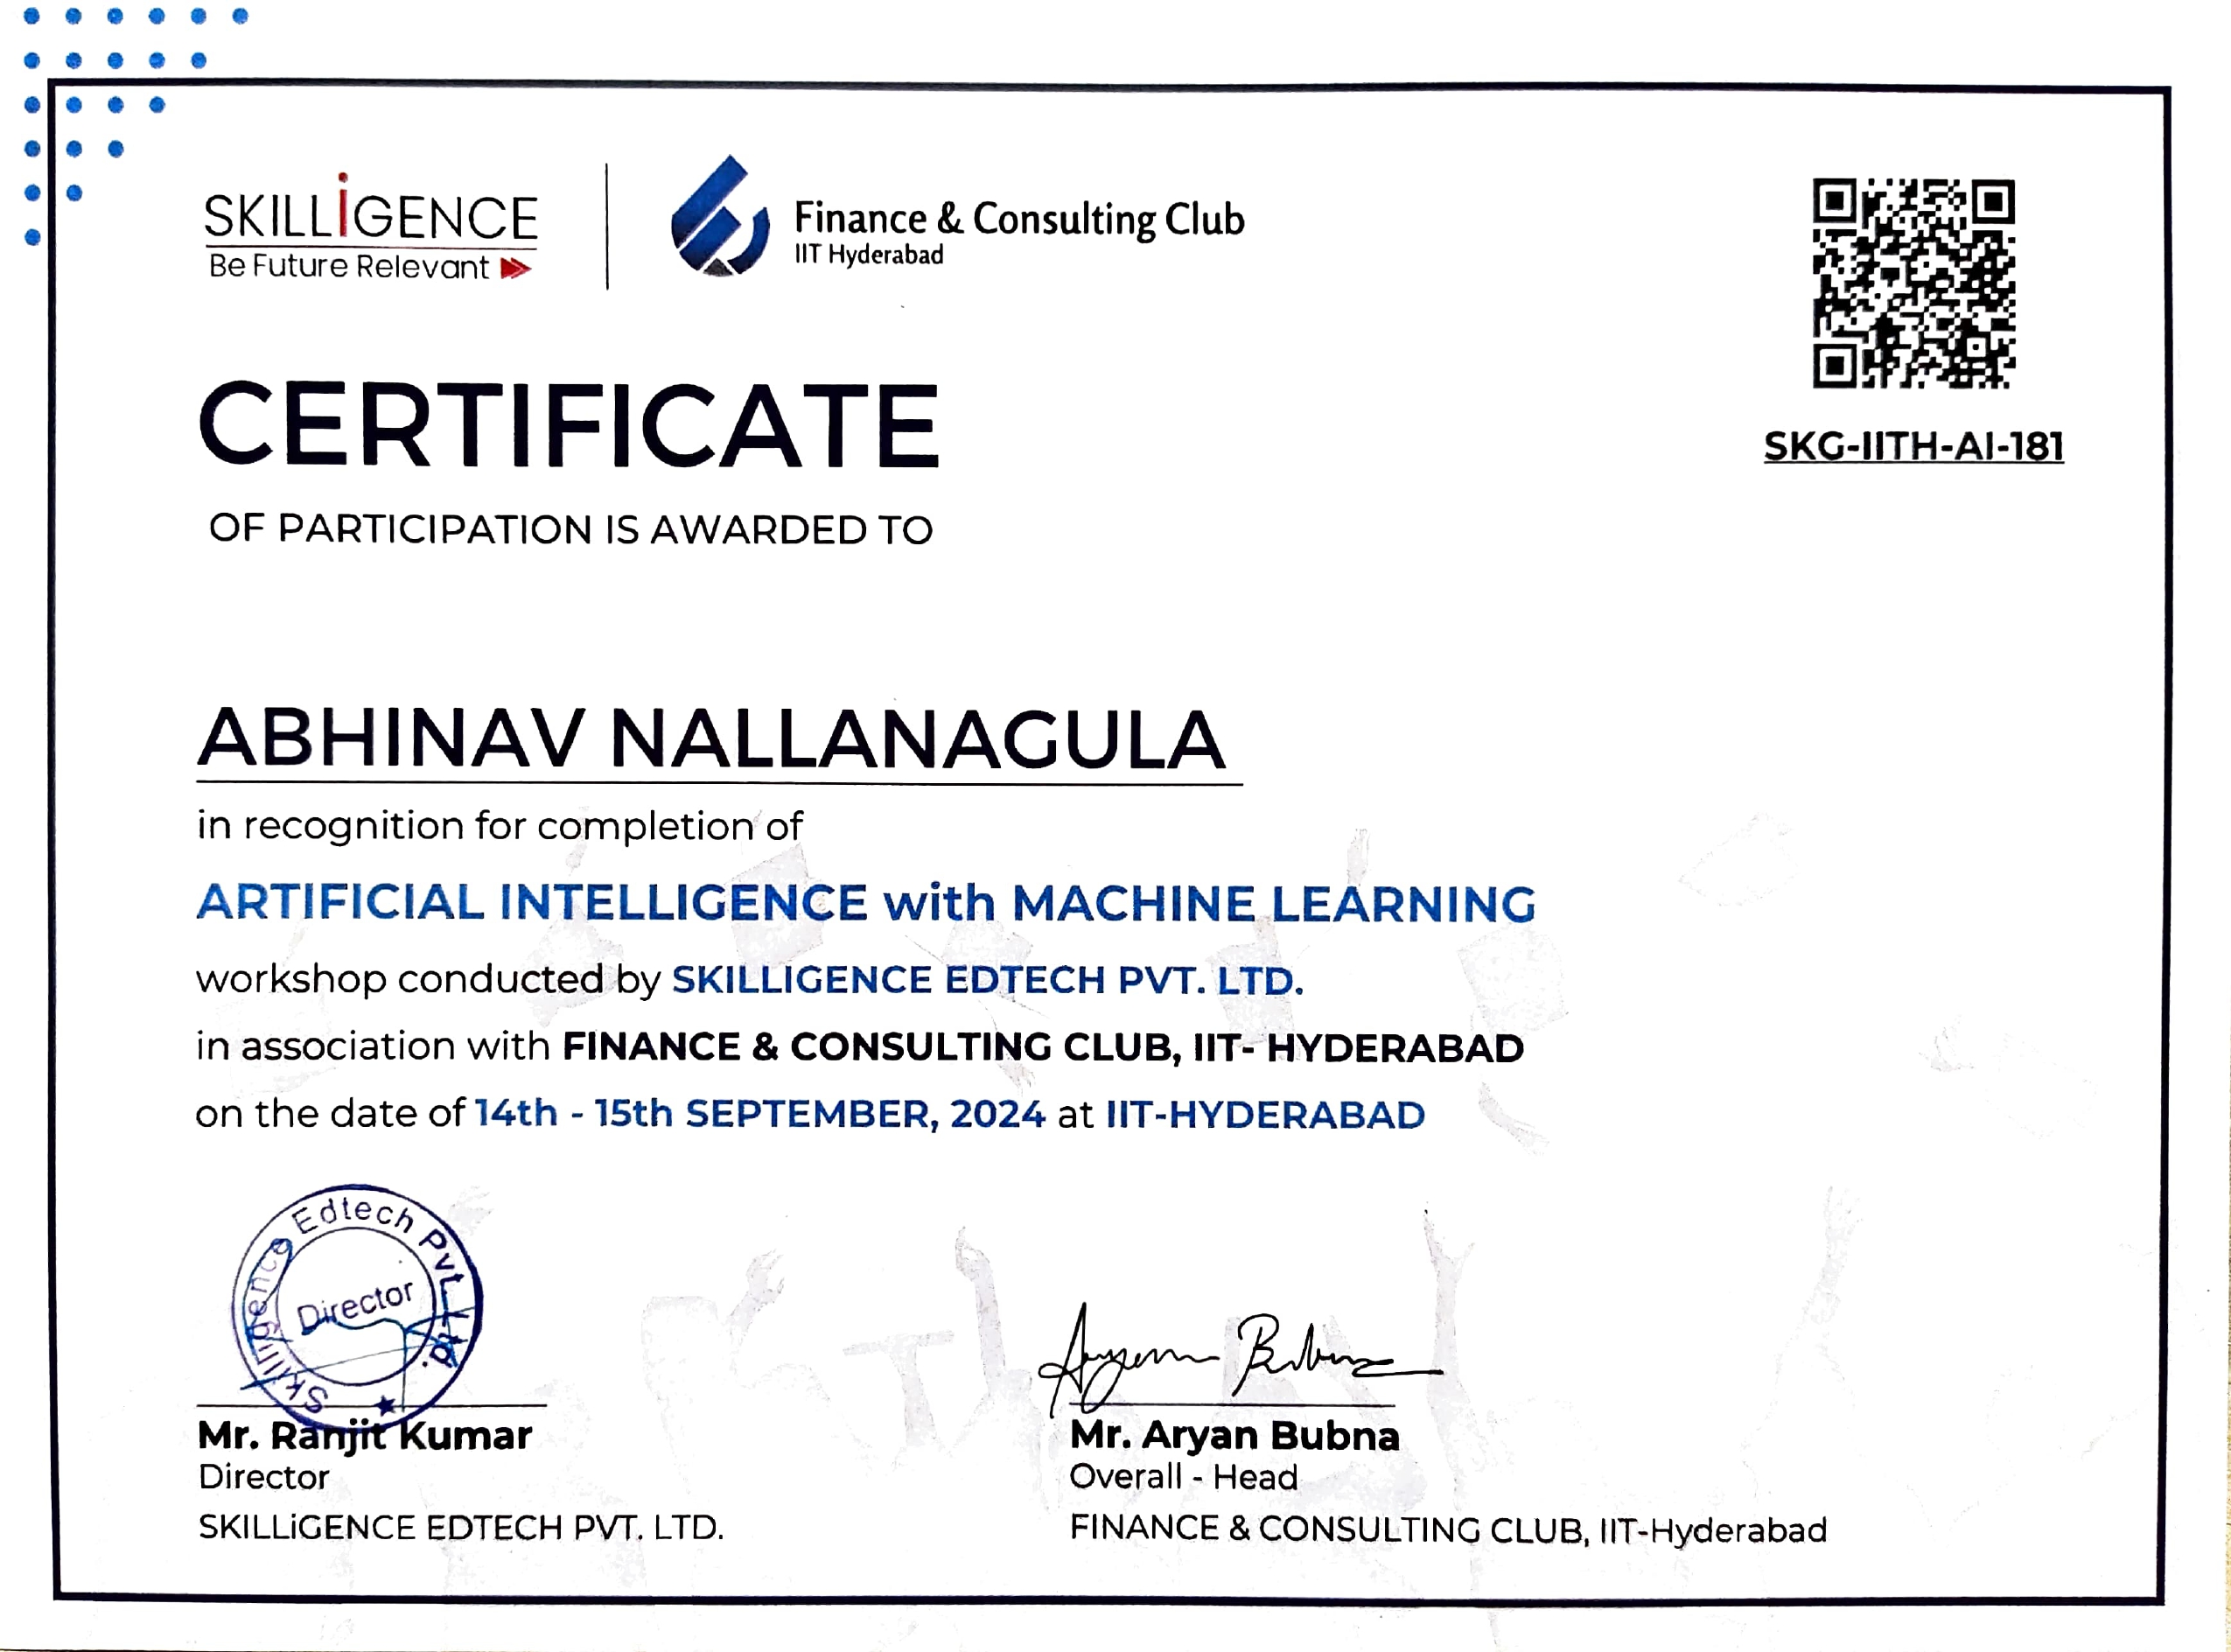 SKILLiGENCE
Be Future Relevant
Finance & Consulting Club
IIT Hyderabad
SKG-IITH-AI-181
CERTIFICATE
OF PARTICIPATION IS AWARDED TO
ABHINAV NALLANAGULA
in recognition for completion of
ARTIFICIAL INTELLIGENCE with MACHINE LEARNING
workshop conducted by SKILLIGENCE EDTECH PVT. LTD.
in association with FINANCE & CONSULTING CLUB, IIT- HYDERABAD
on the date of 14th - 15th SEPTEMBER, 2024 at IIT-HYDERABAD
Skilligence Edtech Pvt. Ltd.
Director
Aryan Bubna
Mr. Ranjit Kumar
Director
SKILLiGENCE EDTECH PVT. LTD.
Mr. Aryan Bubna
Overall - Head
FINANCE & CONSULTING CLUB, IIT-Hyderabad